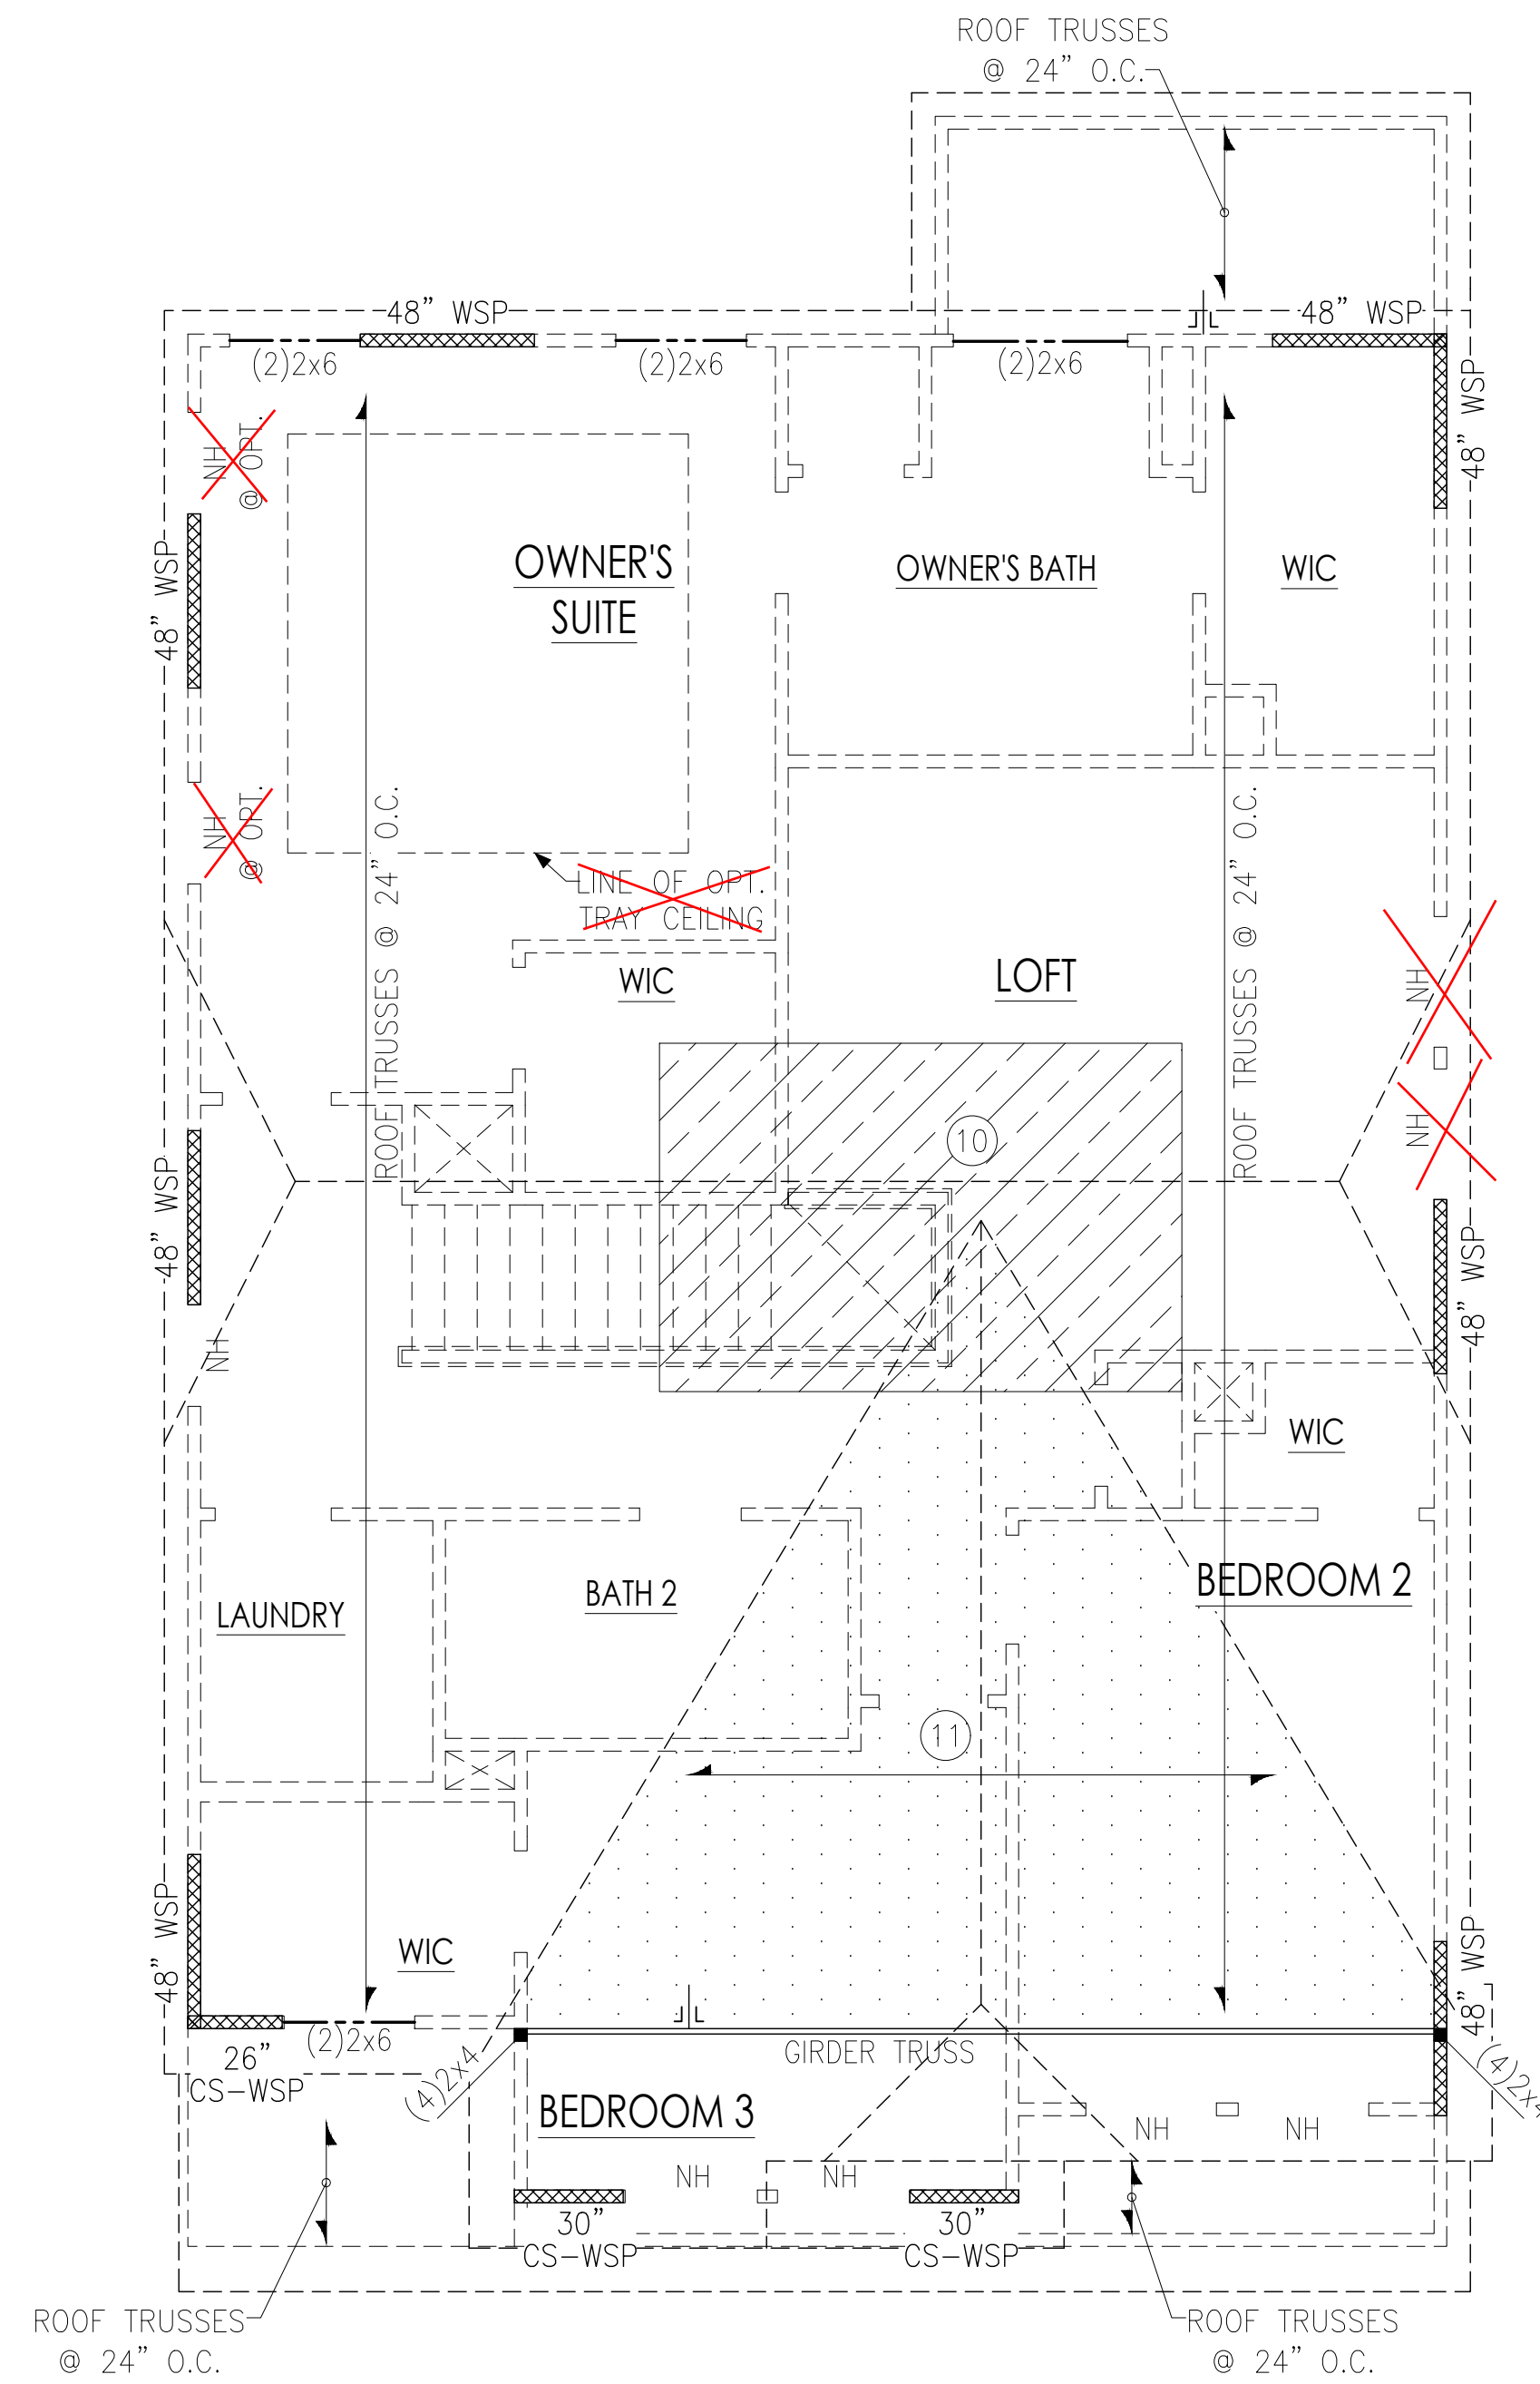 ROOF TRUSSES
@ 24" O.C.
48" WSP
48" WSP
(2)2x6
(2)2x6
(2)2x6
48" WSP
NH
@ OPT.
OWNER'S
SUITE
OWNER'S BATH
WIC
48" WSP
NH
@ OPT.
ROOF TRUSSES @ 24" O.C.
ROOF TRUSSES @ 24" O.C.
LINE OF OPT.
TRAY CEILING
WIC
LOFT
NH
NH
10
48" WSP
48" WSP
NH
WIC
BEDROOM 2
BATH 2
LAUNDRY
11
WIC
48" WSP
48" WSP
(2)2x6
26"
CS-WSP
(4)2x4
GIRDER TRUSS
(4)2x4
BEDROOM 3
NH
NH
NH
NH
30"
CS-WSP
30"
CS-WSP
ROOF TRUSSES
@ 24" O.C.
ROOF TRUSSES
@ 24" O.C.